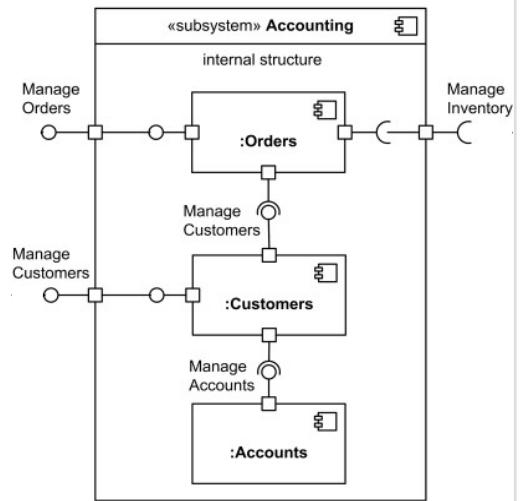 «subsystem» Accounting
internal structure
Manage
Orders
Manage
Inventory
:Orders
Manage
Customers
Manage
Customers
:Customers
Manage
Accounts
:Accounts